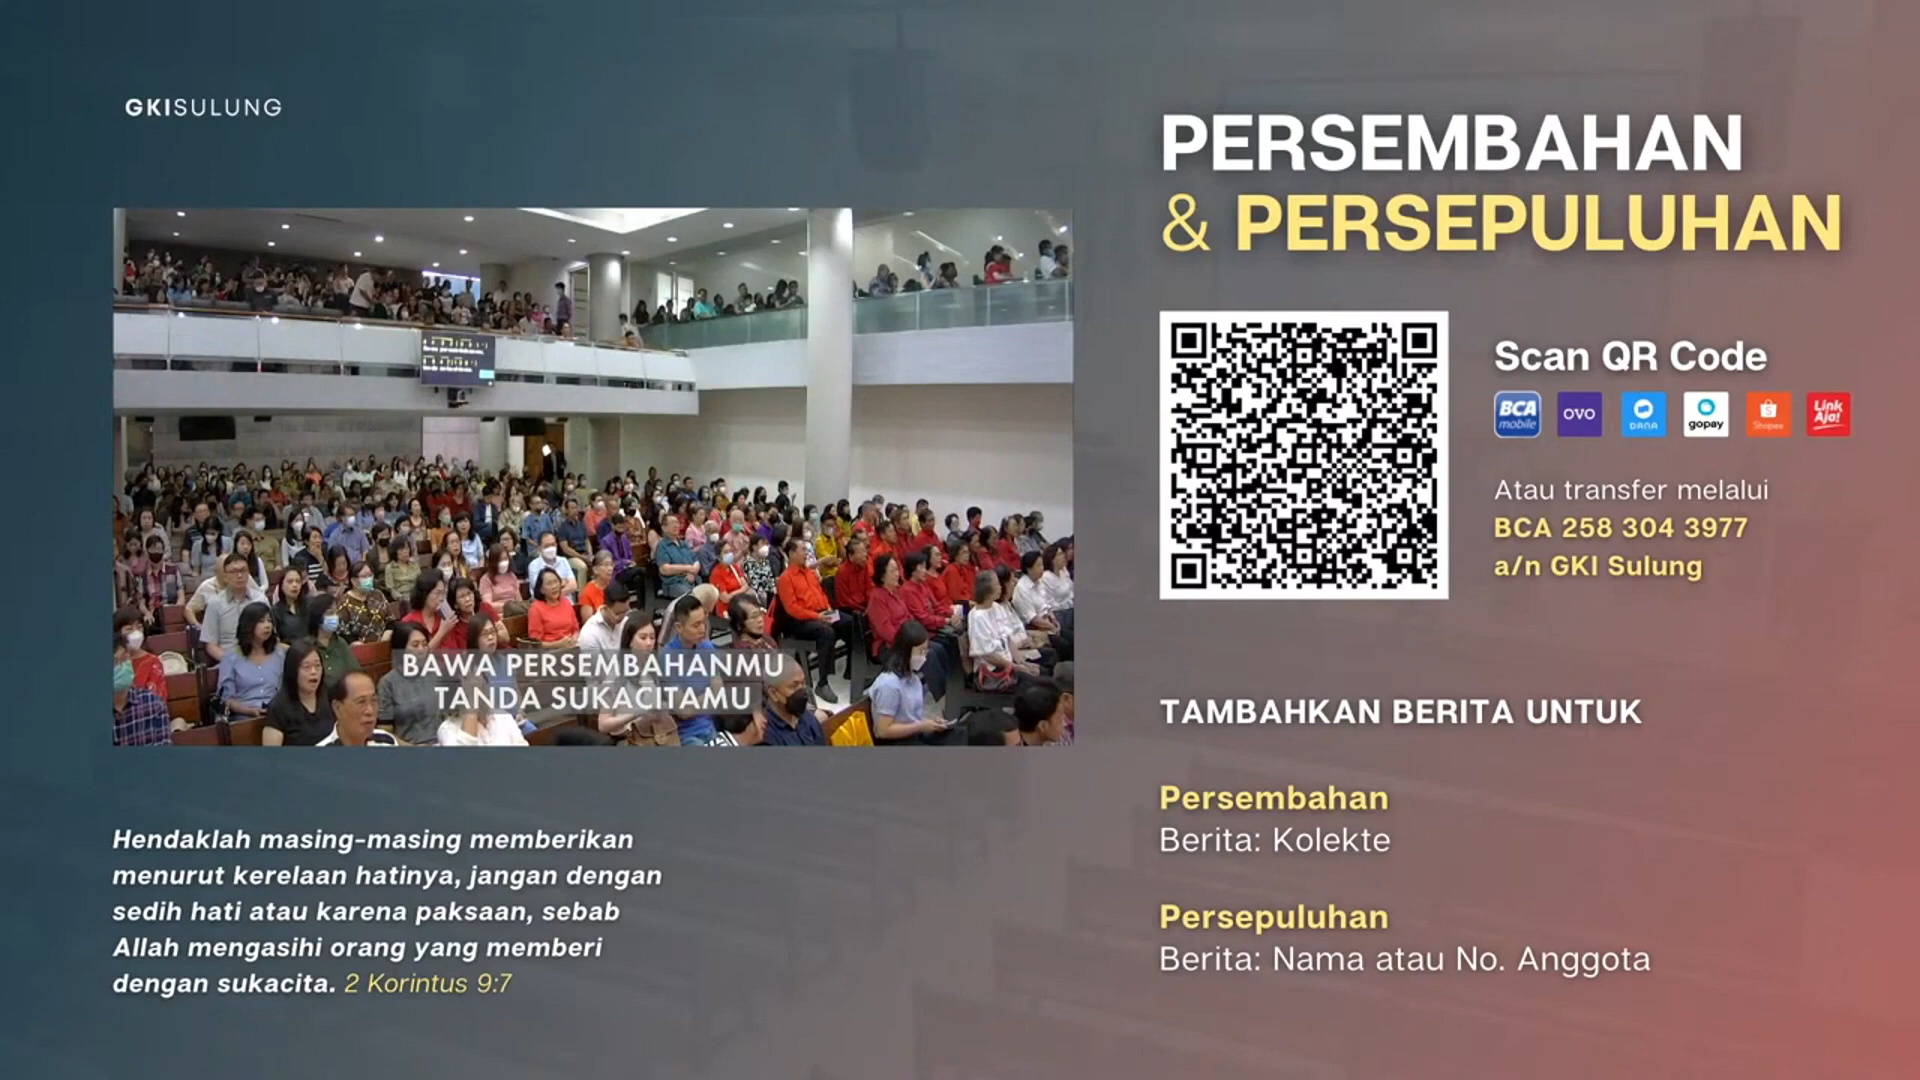 GKISULUNG
PERSEMBAHAN
& PERSEPULUHAN
Scan QR Code
BCA mobile
OVO
DANA
gopay
Shopee
Link Aja!
Atau transfer melalui
BCA 258 304 3977
a/n GKI Sulung
BAWA PERSEMBAHANMU
TANDA SUKACITAMU
TAMBAHKAN BERITA UNTUK
Persembahan
Berita: Kolekte
Persepuluhan
Berita: Nama atau No. Anggota
Hendaklah masing-masing memberikan
menurut kerelaan hatinya, jangan dengan
sedih hati atau karena paksaan, sebab
Allah mengasihi orang yang memberi
dengan sukacita. 2 Korintus 9:7